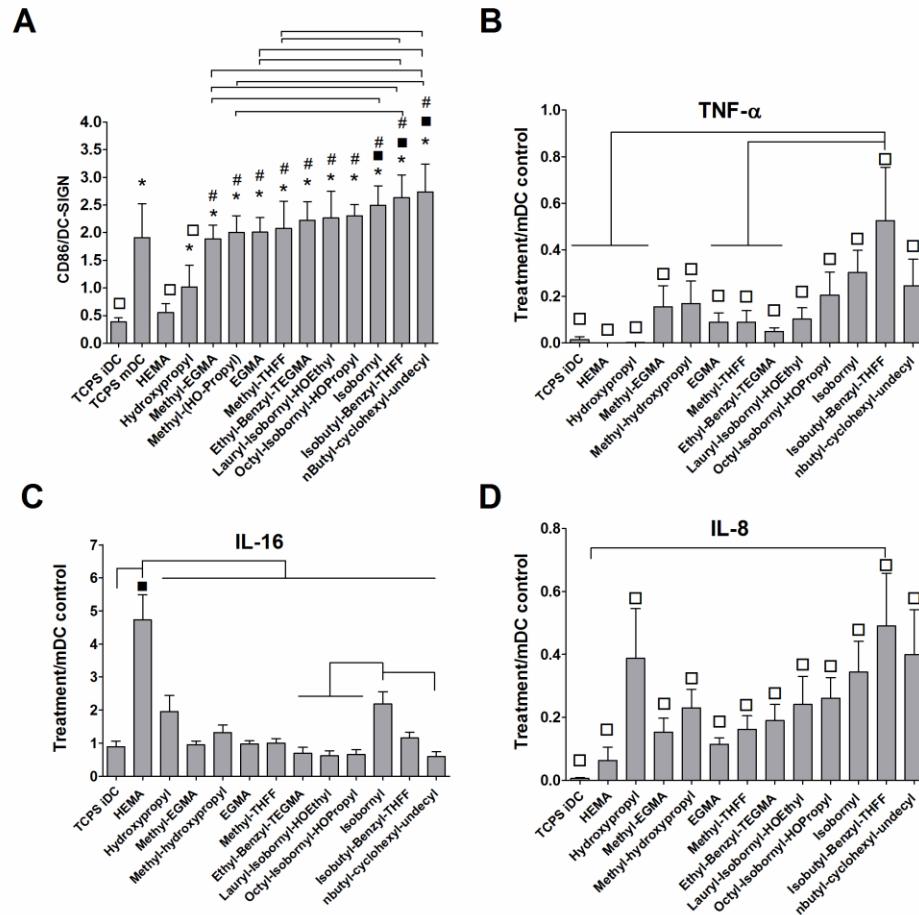 A
CD86/DC-SIGN
4.0
3.5
3.0
2.5
2.0
1.5
1.0
0.5
0.0
□
*
□
□
*
#
*
#
*
#
*
#
*
#
*
#
*
#
*
#
■
*
#
■
*
#
■
*
TCPS iDC
TCPS mDC
HEMA
Hydroxypropyl
Methyl-EGMA
Methyl-(HO-Propyl)
EGMA
Methyl-THFF
Ethyl-Benzyl-TEGMA
Lauryl-Isobornyl-HOEthyl
Octyl-Isobornyl-HOPropyl
Isobornyl
Isobutyl-Benzyl-THFF
nButyl-cyclohexyl-undecyl
B
TNF-α
Treatment/mDC control
1.0
0.8
0.6
0.4
0.2
0.0
□
□
□
□
□
□
□
□
□
□
□
□
□
TCPS iDC
HEMA
Hydroxypropyl
Methyl-EGMA
Methyl-hydroxypropyl
EGMA
Methyl-THFF
Ethyl-Benzyl-TEGMA
Lauryl-Isobornyl-HOEthyl
Octyl-Isobornyl-HOPropyl
Isobornyl
Isobutyl-Benzyl-THFF
nbutyl-cyclohexyl-undecyl
C
IL-16
Treatment/mDC control
7
6
5
4
3
2
1
0
■
TCPS iDC
HEMA
Hydroxypropyl
Methyl-EGMA
Methyl-hydroxypropyl
EGMA
Methyl-THFF
Ethyl-Benzyl-TEGMA
Lauryl-Isobornyl-HOEthyl
Octyl-Isobornyl-HOPropyl
Isobornyl
Isobutyl-Benzyl-THFF
nbutyl-cyclohexyl-undecyl
D
IL-8
Treatment/mDC control
0.8
0.6
0.4
0.2
0.0
□
□
□
□
□
□
□
□
□
□
□
□
□
TCPS iDC
HEMA
Hydroxypropyl
Methyl-EGMA
Methyl-hydroxypropyl
EGMA
Methyl-THFF
Ethyl-Benzyl-TEGMA
Lauryl-Isobornyl-HOEthyl
Octyl-Isobornyl-HOPropyl
Isobornyl
Isobutyl-Benzyl-THFF
nbutyl-cyclohexyl-undecyl